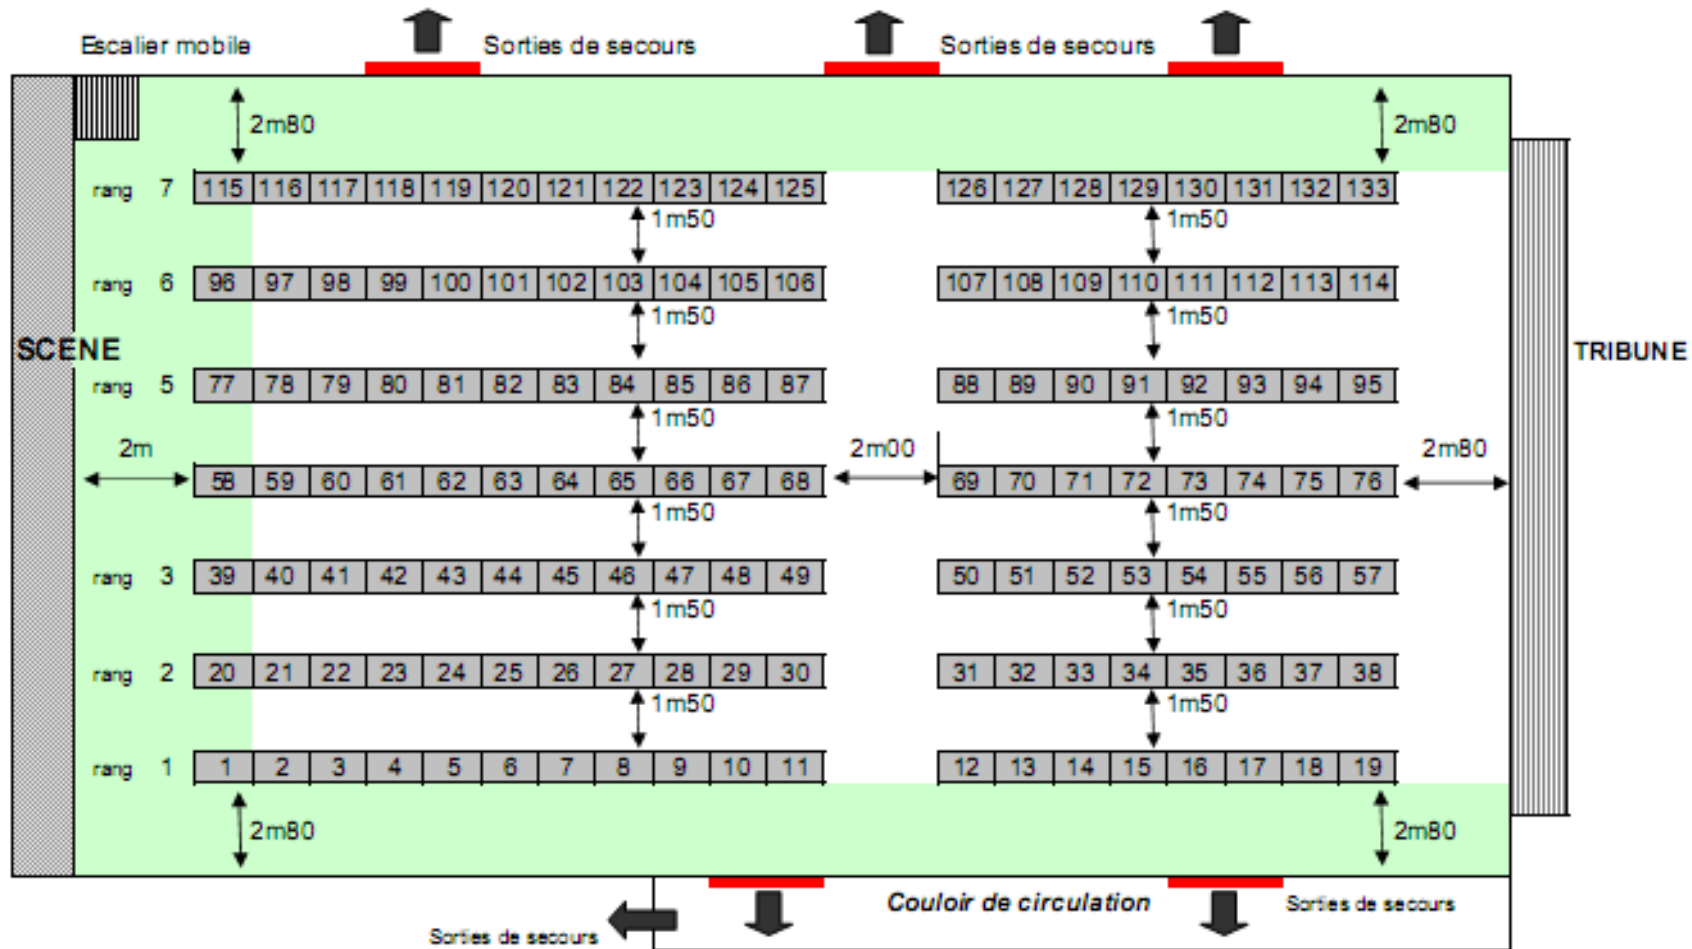 Escalier mobile Sorties de secours Sorties de secours
2m80 2m80
rang 7 115 116 117 118 119 120 121 122 123 124 125 126 127 128 129 130 131 132 133
1m50 1m50
rang 6 96 97 98 99 100 101 102 103 104 105 106 107 108 109 110 111 112 113 114
1m50 1m50
SCENE TRIBUNE
rang 5 77 78 79 80 81 82 83 84 85 86 87 88 89 90 91 92 93 94 95
1m50 1m50
2m 2m00 2m80
58 59 60 61 62 63 64 65 66 67 68 69 70 71 72 73 74 75 76
1m50 1m50
rang 3 39 40 41 42 43 44 45 46 47 48 49 50 51 52 53 54 55 56 57
1m50 1m50
rang 2 20 21 22 23 24 25 26 27 28 29 30 31 32 33 34 35 36 37 38
1m50 1m50
rang 1 1 2 3 4 5 6 7 8 9 10 11 12 13 14 15 16 17 18 19
2m80 2m80
Couloir de circulation Sorties de secours
Sorties de secours